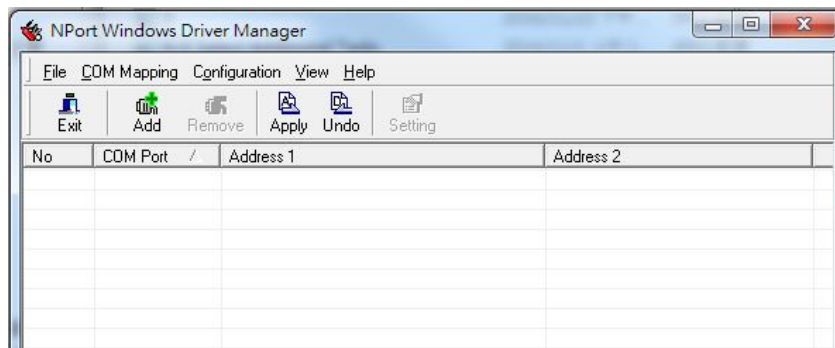 NPort Windows Driver Manager
File COM Mapping Configuration View Help
Exit Add Remove Apply Undo Setting
No COM Port Address 1 Address 2